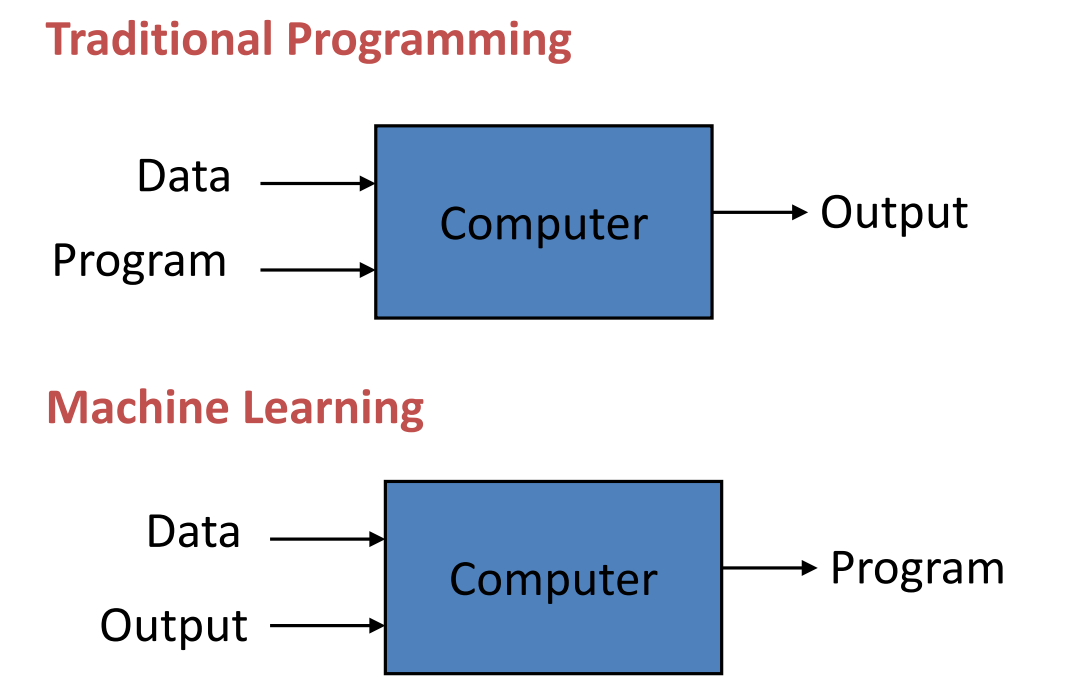 Traditional Programming
Data
Program
Computer
Output
Machine Learning
Data
Output
Computer
Program